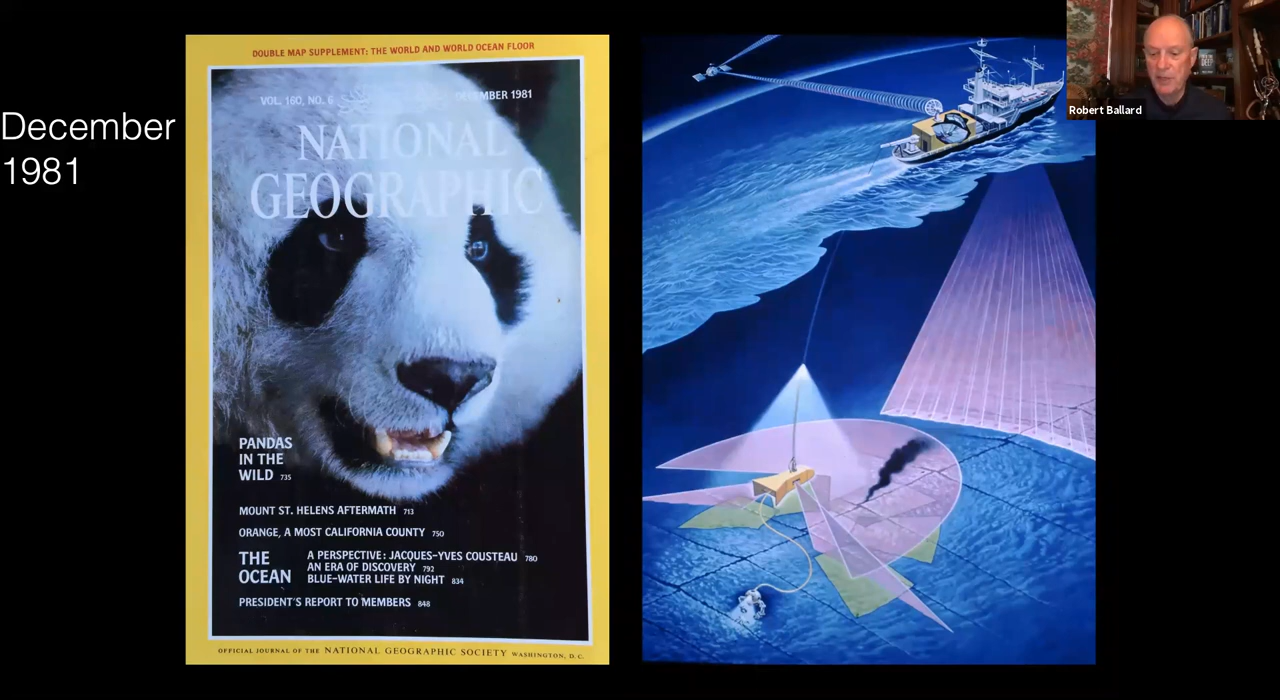 December
1981
DOUBLE MAP SUPPLEMENT: THE WORLD AND WORLD OCEAN FLOOR
VOL. 160, NO. 6
DECEMBER 1981
NATIONAL
GEOGRAPHIC
PANDAS
IN THE
WILD 735
MOUNT ST. HELENS AFTERMATH 713
ORANGE, A MOST CALIFORNIA COUNTY 750
THE
OCEAN
A PERSPECTIVE: JACQUES-YVES COUSTEAU 780
AN ERA OF DISCOVERY 792
BLUE-WATER LIFE BY NIGHT 834
PRESIDENT'S REPORT TO MEMBERS 848
OFFICIAL JOURNAL OF THE NATIONAL GEOGRAPHIC SOCIETY WASHINGTON, D.C.
Robert Ballard